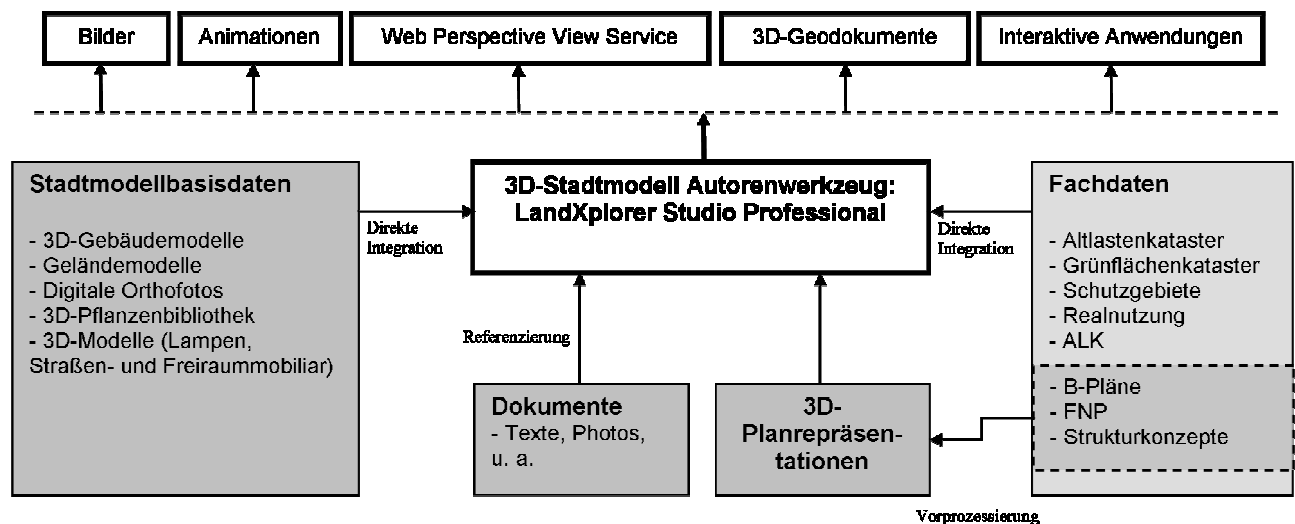 Bilder
Animationen
Web Perspective View Service
3D-Geodokumente
Interaktive Anwendungen
Stadtmodellbasisdaten
- 3D-Gebäudemodelle
- Geländemodelle
- Digitale Orthofotos
- 3D-Pflanzenbibliothek
- 3D-Modelle (Lampen,
Straßen- und Freiraummobiliar)
Direkte
Integration
3D-Stadtmodell Autorenwerkzeug:
LandXplorer Studio Professional
Direkte
Integration
Fachdaten
- Altlastenkataster
- Grünflächenkataster
- Schutzgebiete
- Realnutzung
- ALK
- B-Pläne
- FNP
- Strukturkonzepte
Referenzierung
Dokumente
- Texte, Photos,
u. a.
3D-
Planrepräsen-
tationen
Vorprozessierung